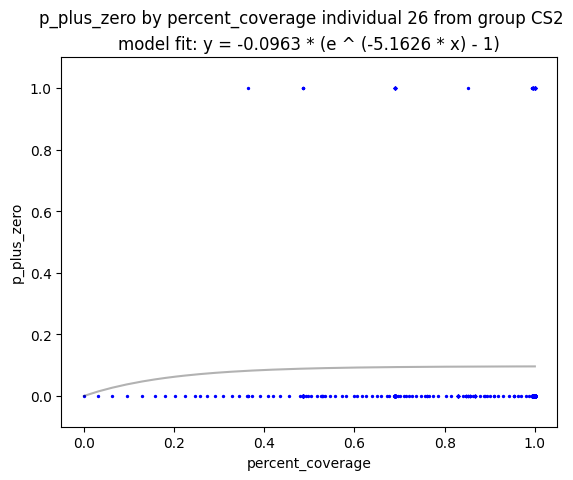 p_plus_zero by percent_coverage individual 26 from group CS2
model fit: y = -0.0963 * (e ^ (-5.1626 * x) - 1)
1.0
0.8
0.6
0.4
0.2
0.0
p_plus_zero
0.0 0.2 0.4 0.6 0.8 1.0
percent_coverage